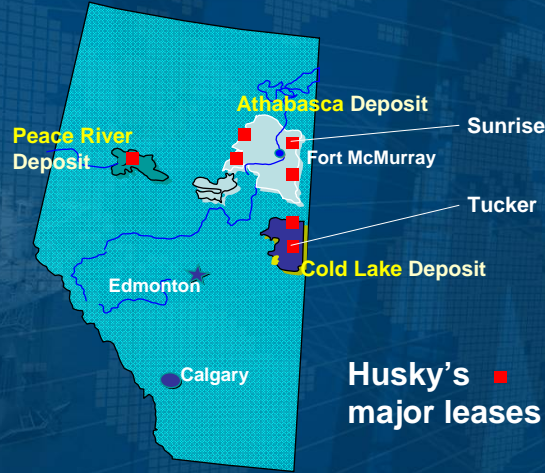 Athabasca Deposit
Sunrise
Peace River
Deposit
Fort McMurray
Tucker
Cold Lake Deposit
Edmonton
Calgary
Husky's
major leases